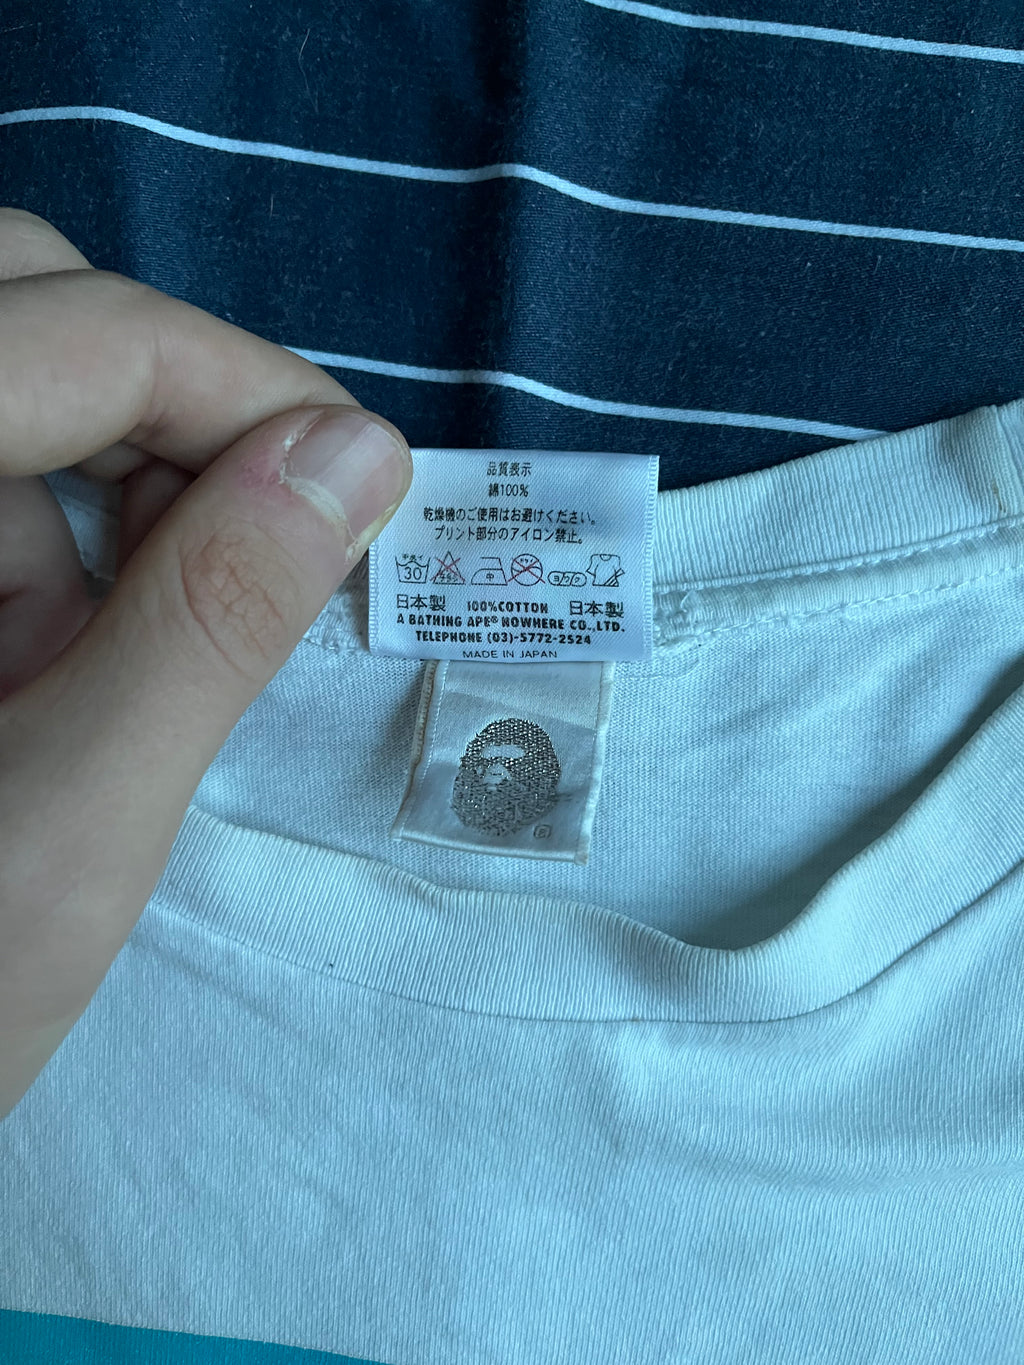 品質表示
綿100%
乾燥機のご使用はお避けください。
プリント部分のアイロン禁止。
30 中 ヨワク
日本製 100%COTTON 日本製
A BATHING APE® NOWHERE CO.,LTD.
TELEPHONE (03)-5772-2524
MADE IN JAPAN